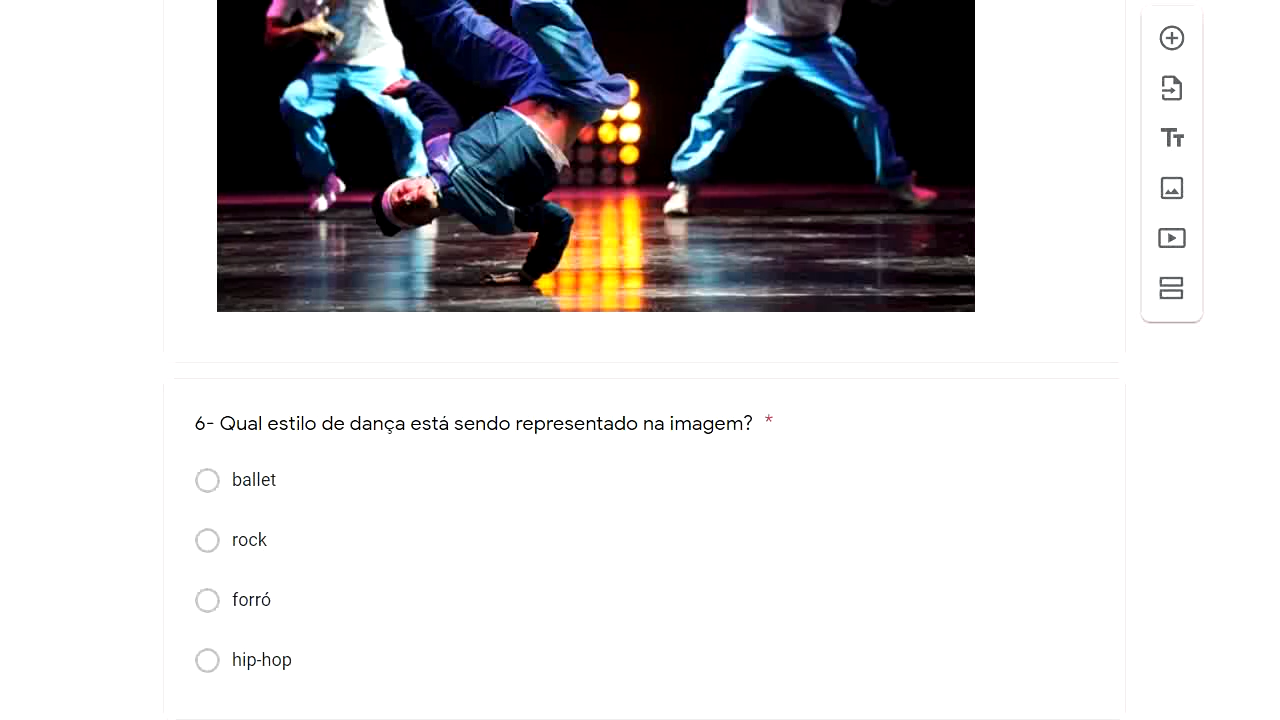 6- Qual estilo de dança está sendo representado na imagem? *
ballet
rock
forró
hip-hop